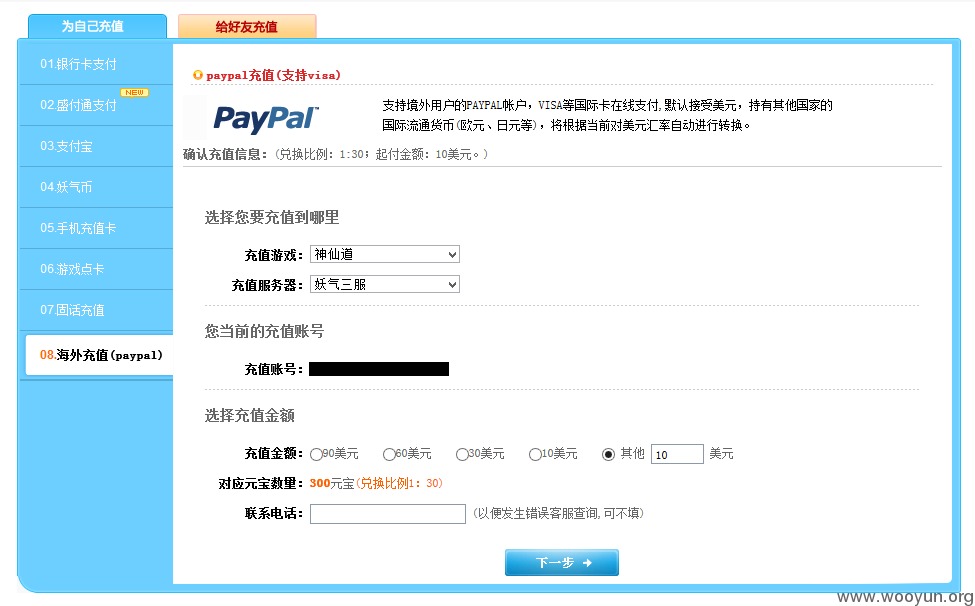 为自己充值
给好友充值
01.银行卡支付
02.盛付通支付
NEW
03.支付宝
04.妖气币
05.手机充值卡
06.游戏点卡
07.固话充值
08.海外充值(paypal)
paypal充值(支持visa)
PayPal™
支持境外用户的PAYPAL帐户，VISA等国际卡在线支付,默认接受美元，持有其他国家的
国际流通货币(欧元、日元等)，将根据当前对美元汇率自动进行转换。
确认充值信息：(兑换比例：1:30；起付金额：10美元。)
选择您要充值到哪里
充值游戏：神仙道
充值服务器：妖气三服
您当前的充值账号
充值账号：
选择充值金额
充值金额：90美元 60美元 30美元 10美元 其他 10 美元
对应元宝数量：300元宝(兑换比例1：30)
联系电话：(以便发生错误客服查询,可不填)
下一步
www.wooyun.org